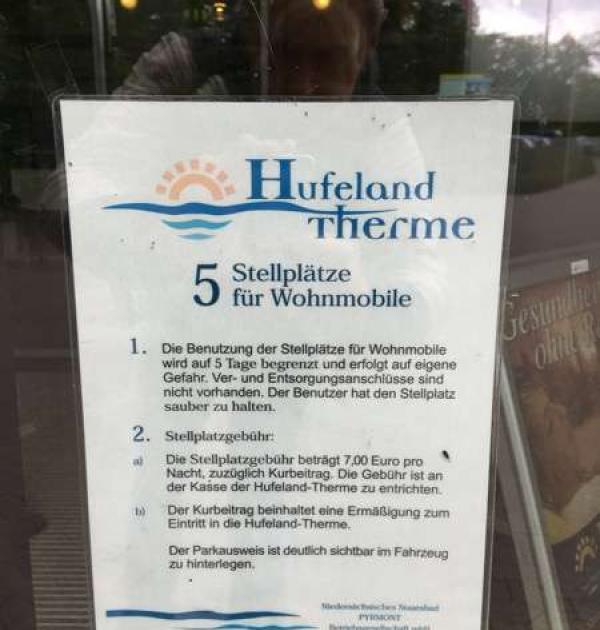 Hufeland
Therme
5 Stellplätze
für Wohnmobile
1. Die Benutzung der Stellplätze für Wohnmobile
wird auf 5 Tage begrenzt und erfolgt auf eigene
Gefahr. Ver- und Entsorgungsanschlüsse sind
nicht vorhanden. Der Benutzer hat den Stellplatz
sauber zu halten.
2. Stellplatzgebühr:
a) Die Stellplatzgebühr beträgt 7,00 Euro pro
Nacht, zuzüglich Kurbeitrag. Die Gebühr ist an
der Kasse der Hufeland-Therme zu entrichten.
b) Der Kurbeitrag beinhaltet eine Ermäßigung zum
Eintritt in die Hufeland-Therme.
Der Parkausweis ist deutlich sichtbar im Fahrzeug
zu hinterlegen.
Niedersächsisches Staatsbad
PYRMONT
Betriebsgesellschaft mbH
ohne